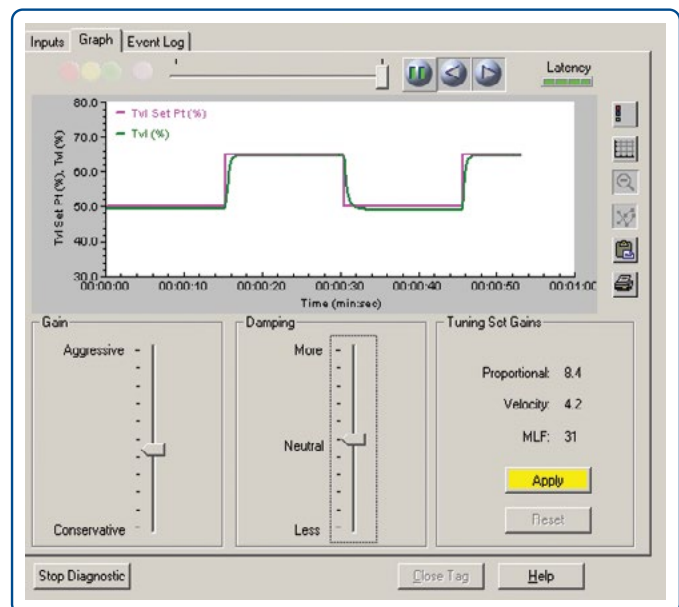 Inputs Graph Event Log
Latency
Tvl Set Pt (%), Tvl (%)
80.0
70.0
60.0
50.0
40.0
30.0
Tvl Set Pt (%)
Tvl (%)
00:00:00 00:00:10 00:00:20 00:00:30 00:00:40 00:00:50 00:01:00
Time (min:sec)
Gain
Aggressive
Conservative
Damping
More
Neutral
Less
Tuning Set Gains
Proportional: 8.4
Velocity: 4.2
MLF: 31
Apply
Reset
Stop Diagnostic Close Tag Help